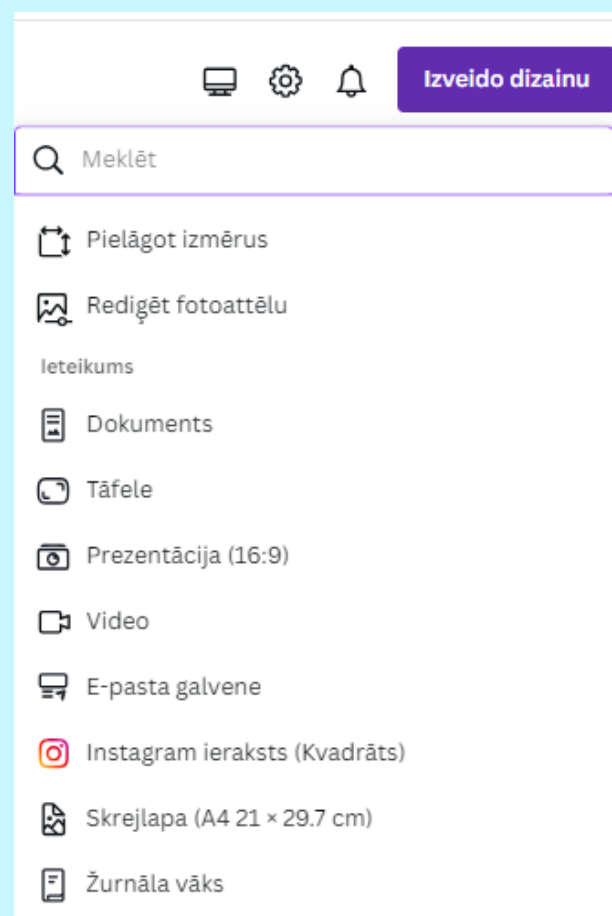 Izveido dizainu
Meklēt
Pielāgot izmērus
Rediģēt fotoattēlu
Ieteikums
Dokuments
Tāfele
Prezentācija (16:9)
Video
E-pasta galvene
Instagram ieraksts (Kvadrāts)
Skrejlapa (A4 21 × 29.7 cm)
Žurnāla vāks